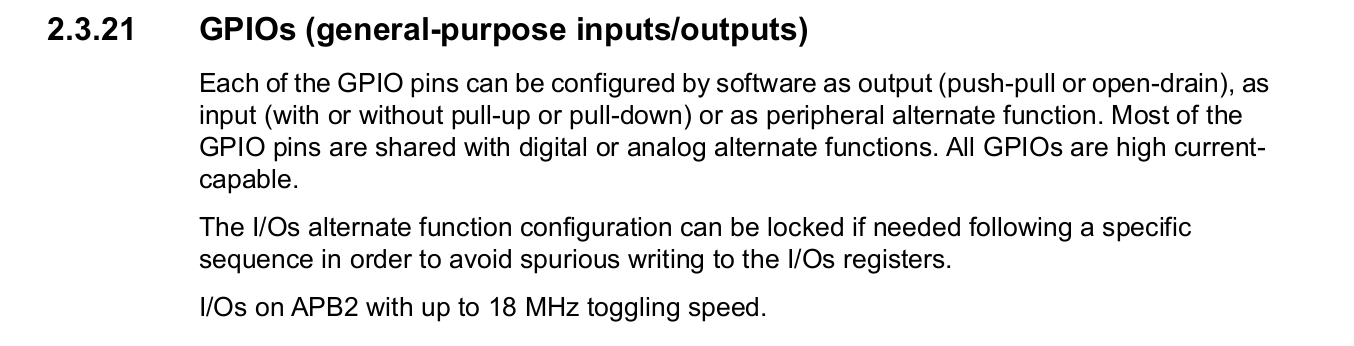 2.3.21 GPIOs (general-purpose inputs/outputs)
Each of the GPIO pins can be configured by software as output (push-pull or open-drain), as
input (with or without pull-up or pull-down) or as peripheral alternate function. Most of the
GPIO pins are shared with digital or analog alternate functions. All GPIOs are high current-
capable.
The I/Os alternate function configuration can be locked if needed following a specific
sequence in order to avoid spurious writing to the I/Os registers.
I/Os on APB2 with up to 18 MHz toggling speed.